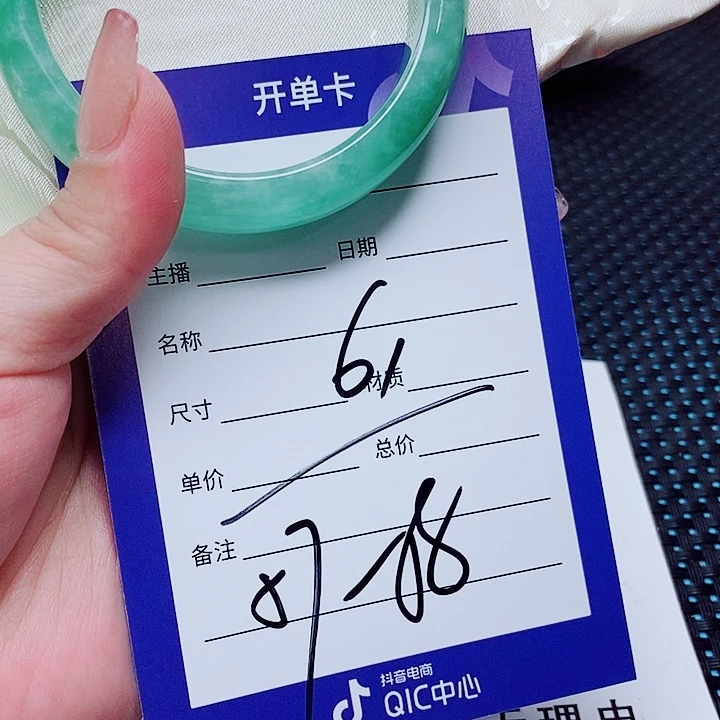 开单卡
主播 日期
名称
61
尺寸 材质
单价 总价
备注
抖音电商
QIC中心